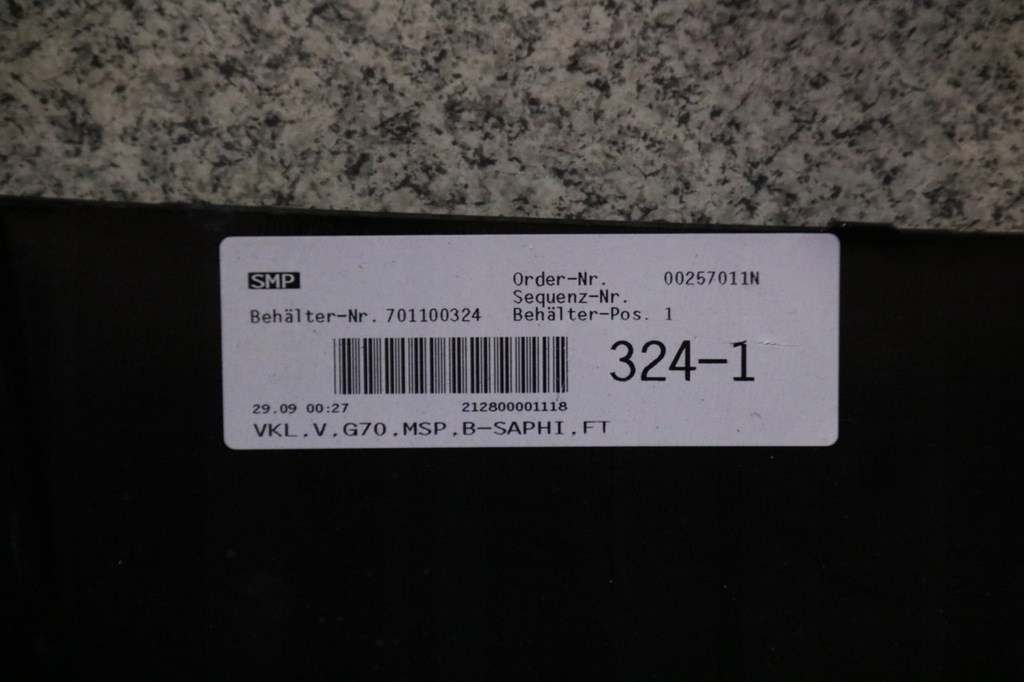 SMP
Order-Nr. 00257011N
Sequenz-Nr.
Behälter-Nr. 701100324 Behälter-Pos. 1
324-1
29.09 00:27 212800001118
VKL.V.G70.MSP.B-SAPHI.FT